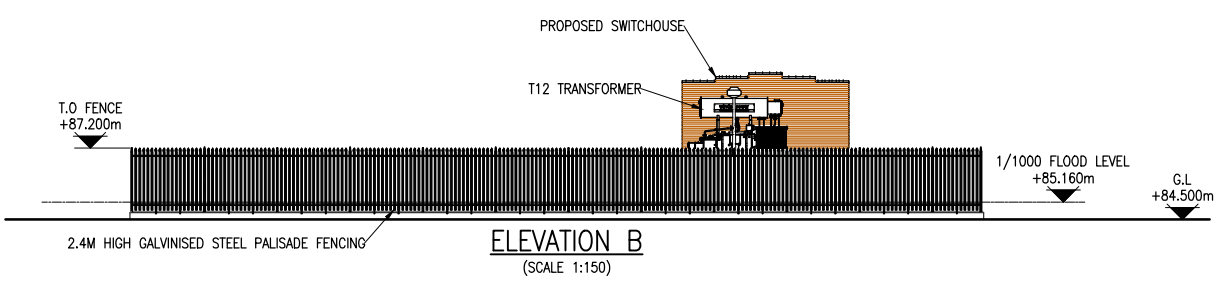 PROPOSED SWITCHOUSE
T12 TRANSFORMER
T.O FENCE
+87.200m
1/1000 FLOOD LEVEL
+85.160m
G.L
+84.500m
2.4M HIGH GALVINISED STEEL PALISADE FENCING
ELEVATION B
(SCALE 1:150)